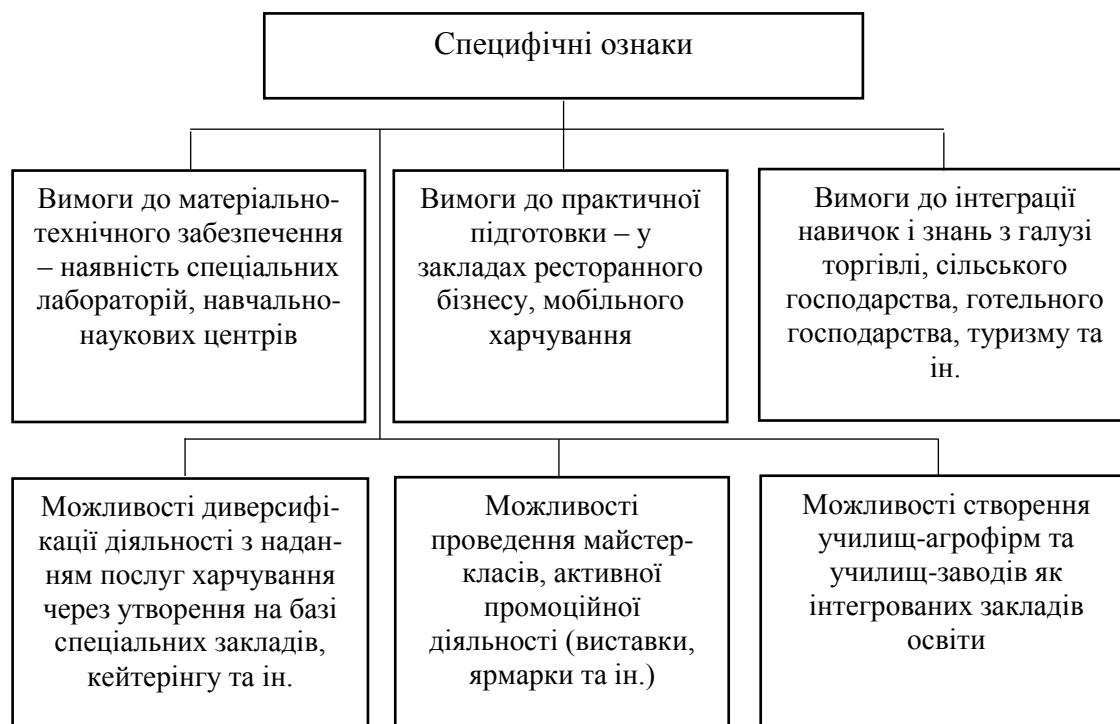 Специфічні ознаки
Вимоги до матеріально-
технічного забезпечення
– наявність спеціальних
лабораторій, навчально-
наукових центрів
Вимоги до практичної
підготовки – у
закладах ресторанного
бізнесу, мобільного
харчування
Вимоги до інтеграції
навичок і знань з галузі
торгівлі, сільського
господарства, готельного
господарства, туризму та
ін.
Можливості диверсифі-
кації діяльності з надан-
ням послуг харчування
через утворення на базі
спеціальних закладів,
кейтерінгу та ін.
Можливості
проведення майстер-
класів, активної
промоційної
діяльності (виставки,
ярмарки та ін.)
Можливості створення
училищ-агрофірм та
училищ-заводів як
інтегрованих закладів
освіти